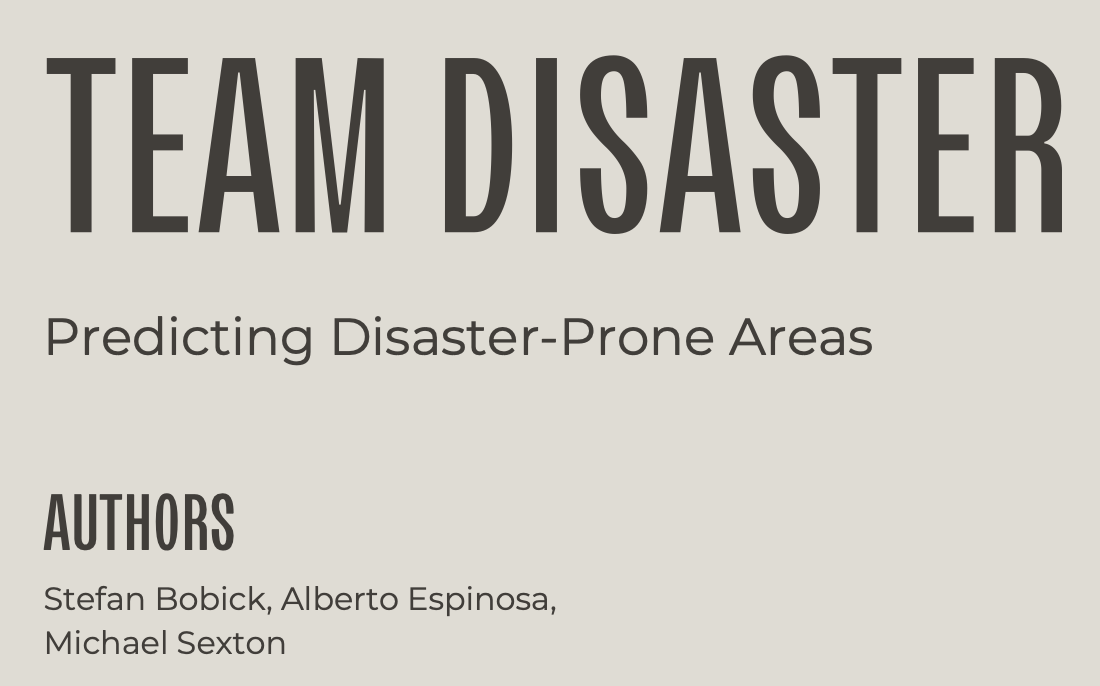 TEAM DISASTER
Predicting Disaster-Prone Areas
AUTHORS
Stefan Bobick, Alberto Espinosa,
Michael Sexton